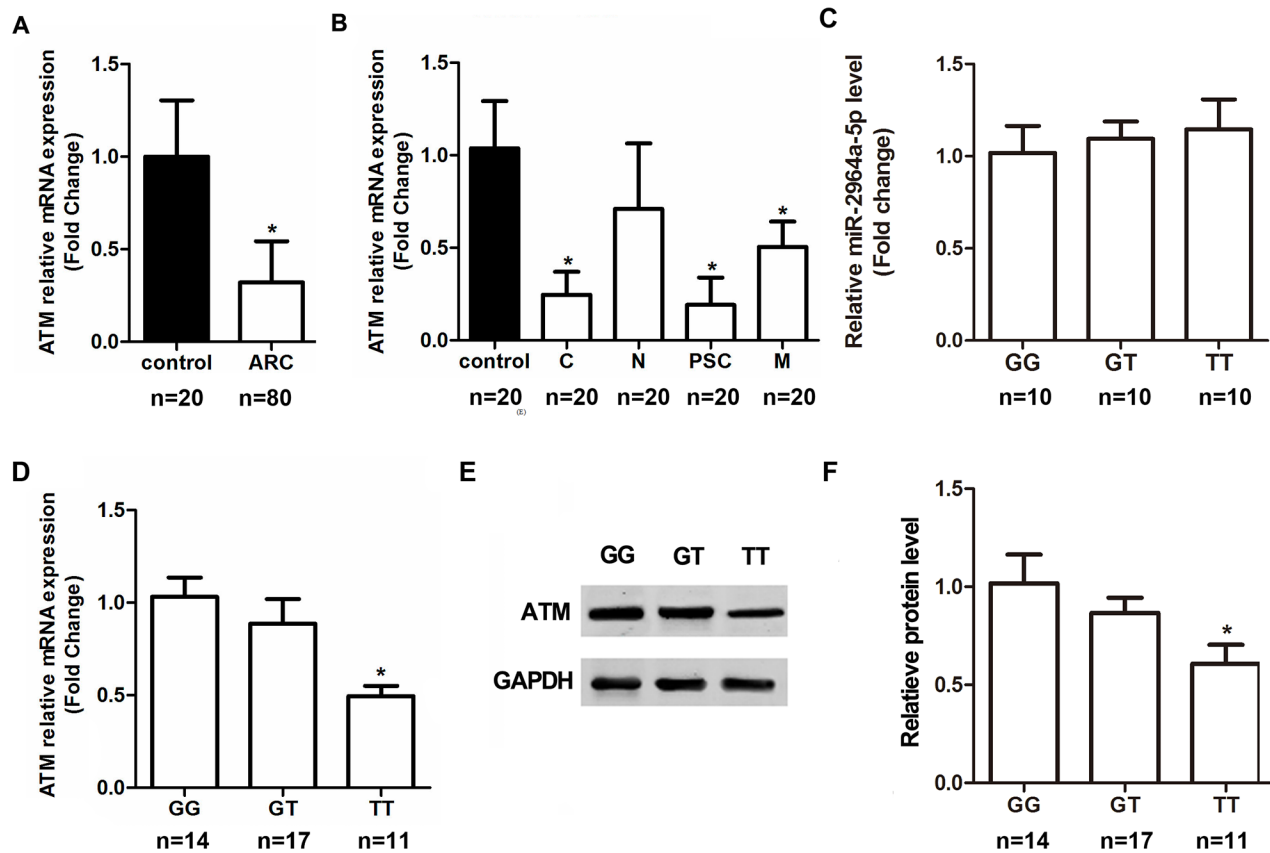 A
ATM relative mRNA expression
(Fold Change)
1.5
1.0
0.5
0.0
*
control ARC
n=20 n=80
B
ATM relative mRNA expression
(Fold Change)
1.5
1.0
0.5
0.0
* * *
control C N PSC M
n=20 n=20 n=20 n=20 n=20
(E)
C
Relative miR-2964a-5p level
(Fold change)
1.5
1.0
0.5
0.0
GG GT TT
n=10 n=10 n=10
D
ATM relative mRNA expression
(Fold Change)
1.5
1.0
0.5
0.0
*
GG GT TT
n=14 n=17 n=11
E
GG GT TT
ATM
GAPDH
F
Relatieve protein level
1.5
1.0
0.5
0.0
*
GG GT TT
n=14 n=17 n=11